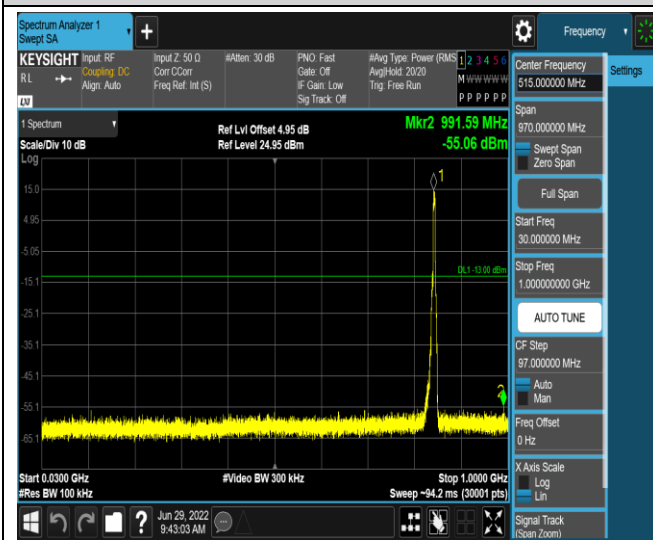 Spectrum Analyzer 1
Swept SA
+
Frequency
KEYSIGHT
RL
LXI
Input: RF
Coupling: DC
Align: Auto
Input Z: 50 Ω
Corr CCorr
Freq Ref: Int (S)
#Atten: 30 dB
PNO: Fast
Gate: Off
IF Gain: Low
Sig Track: Off
#Avg Type: Power (RMS
Avg|Hold: 20/20
Trig: Free Run
1 2 3 4 5 6
M W W W W W
P P P P P P
1 Spectrum
Scale/Div 10 dB
Log
Ref Lvl Offset 4.95 dB
Ref Level 24.95 dBm
Mkr2 991.59 MHz
-55.06 dBm
1
15.0
4.95
-5.05
DL1 -13.00 dBm
-15.1
-25.1
-35.1
-45.1
2
-55.1
-65.1
Start 0.0300 GHz
#Video BW 300 kHz
Stop 1.0000 GHz
#Res BW 100 kHz
Sweep ~94.2 ms (30001 pts)
?
Jun 29, 2022
9:43:03 AM
Center Frequency
515.000000 MHz
Settings
Span
970.000000 MHz
Swept Span
Zero Span
Full Span
Start Freq
30.000000 MHz
Stop Freq
1.000000000 GHz
AUTO TUNE
CF Step
97.000000 MHz
Auto
Man
Freq Offset
0 Hz
X Axis Scale
Log
Lin
Signal Track
(Span Zoom)